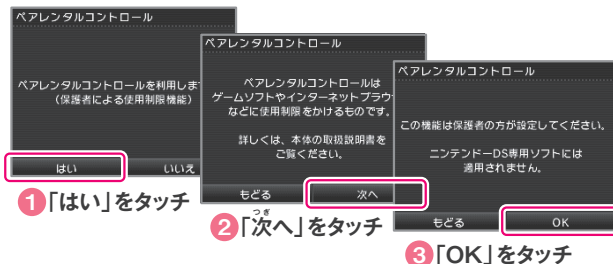 ペアレンタルコントロール
ペアレンタルコントロールを利用しま
（保護者による使用制限機能）
はい
いいえ
1「はい」をタッチ
ペアレンタルコントロール
ペアレンタルコントロールは
ゲームソフトやインターネットブラウ
などに使用制限をかけるものです。
詳しくは、本体の取扱説明書を
ご覧ください。
もどる
次へ
つぎ
2「次へ」をタッチ
ペアレンタルコントロール
この機能は保護者の方が設定してください。
ニンテンドーDS専用ソフトには
適用されません。
もどる
OK
3「OK」をタッチ